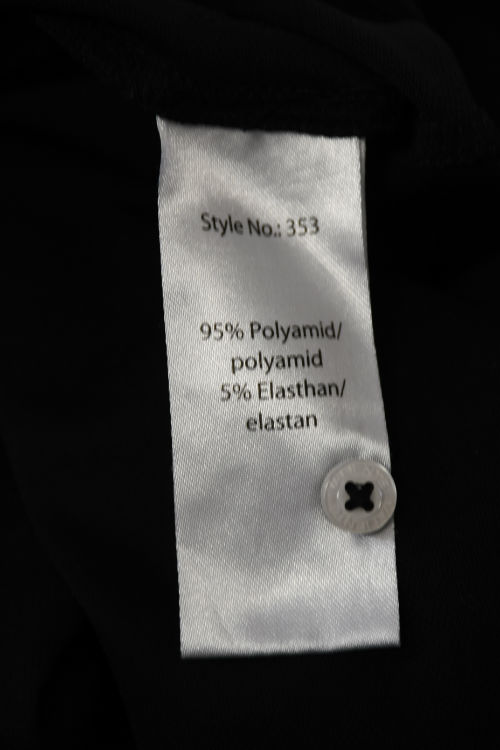 Style No.: 353
95% Polyamid/
polyamid
5% Elasthan/
elastan